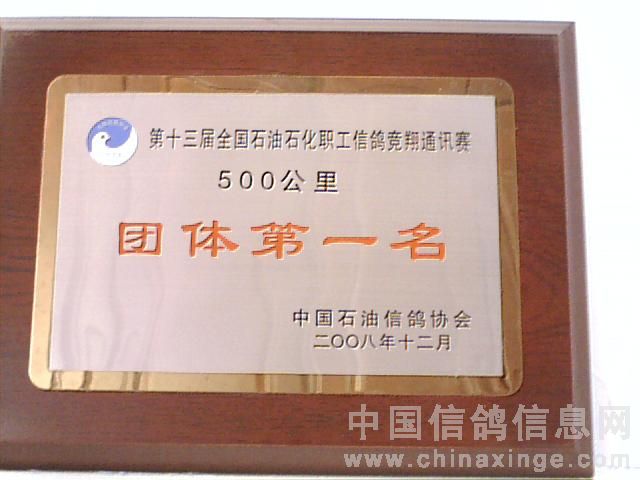 第十三届全国石油石化职工信鸽竞翔通讯赛
500公里
团体第一名
中国石油信鸽协会
二〇〇八年十二月
中国信鸽信息网
www.chinaxinge.com